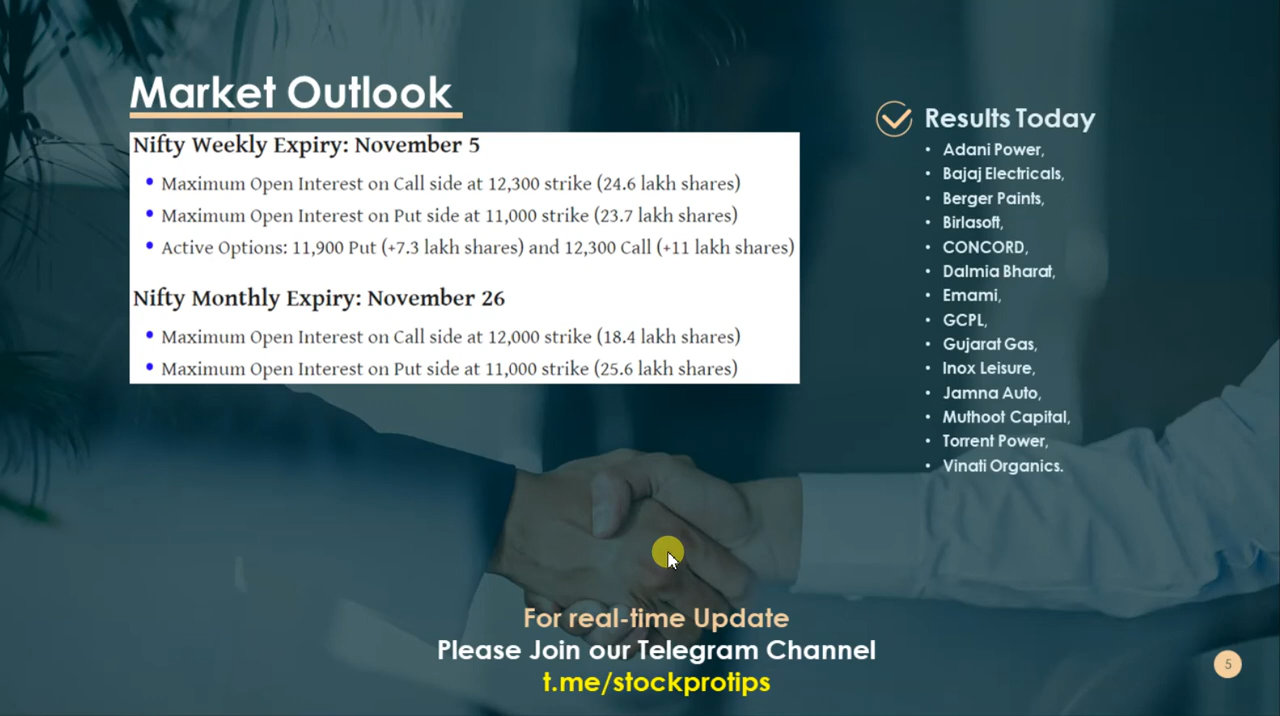 Market Outlook
Nifty Weekly Expiry: November 5
• Maximum Open Interest on Call side at 12,300 strike (24.6 lakh shares)
• Maximum Open Interest on Put side at 11,000 strike (23.7 lakh shares)
• Active Options: 11,900 Put (+7.3 lakh shares) and 12,300 Call (+11 lakh shares)
Nifty Monthly Expiry: November 26
• Maximum Open Interest on Call side at 12,000 strike (18.4 lakh shares)
• Maximum Open Interest on Put side at 11,000 strike (25.6 lakh shares)
Results Today
• Adani Power,
• Bajaj Electricals,
• Berger Paints,
• Birlasoft,
• CONCORD,
• Dalmia Bharat,
• Emami,
• GCPL,
• Gujarat Gas,
• Inox Leisure,
• Jamna Auto,
• Muthoot Capital,
• Torrent Power,
• Vinati Organics.
For real-time Update
Please Join our Telegram Channel
t.me/stockprotips
5